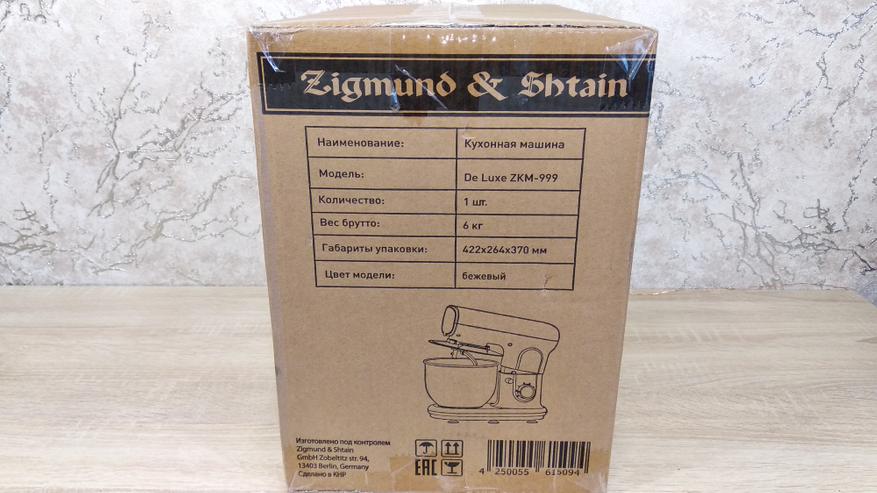 Zigmund & Shtain
Наименование: Кухонная машина
Модель: De Luxe ZKM-999
Количество: 1 шт.
Вес брутто: 6 кг
Габариты упаковки: 422x264x370 мм
Цвет модели: бежевый
Изготовлено под контролем
Zigmund & Shtain
GmbH Zobeltitz str. 94,
13403 Berlin, Germany
Сделано в КНР
EAC
4 250055 615094